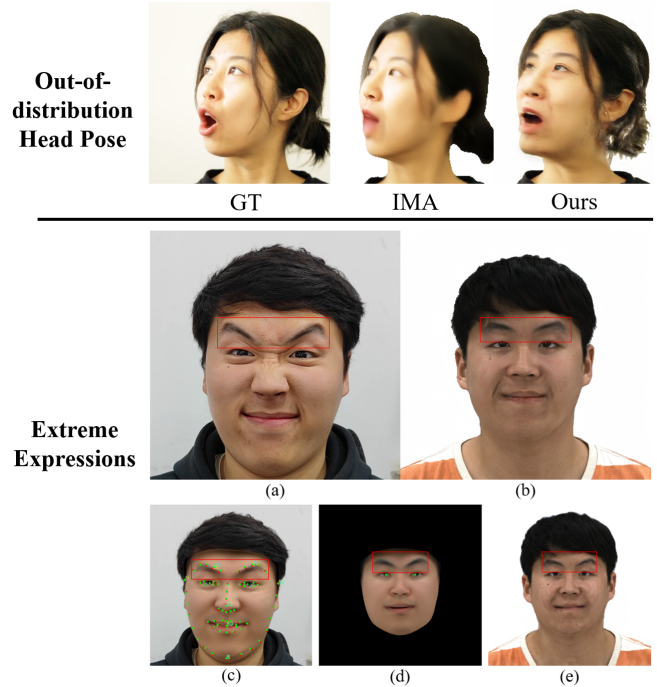 Out-of-
distribution
Head Pose
GT
IMA
Ours
Extreme
Expressions
(a)
(b)
(c)
(d)
(e)